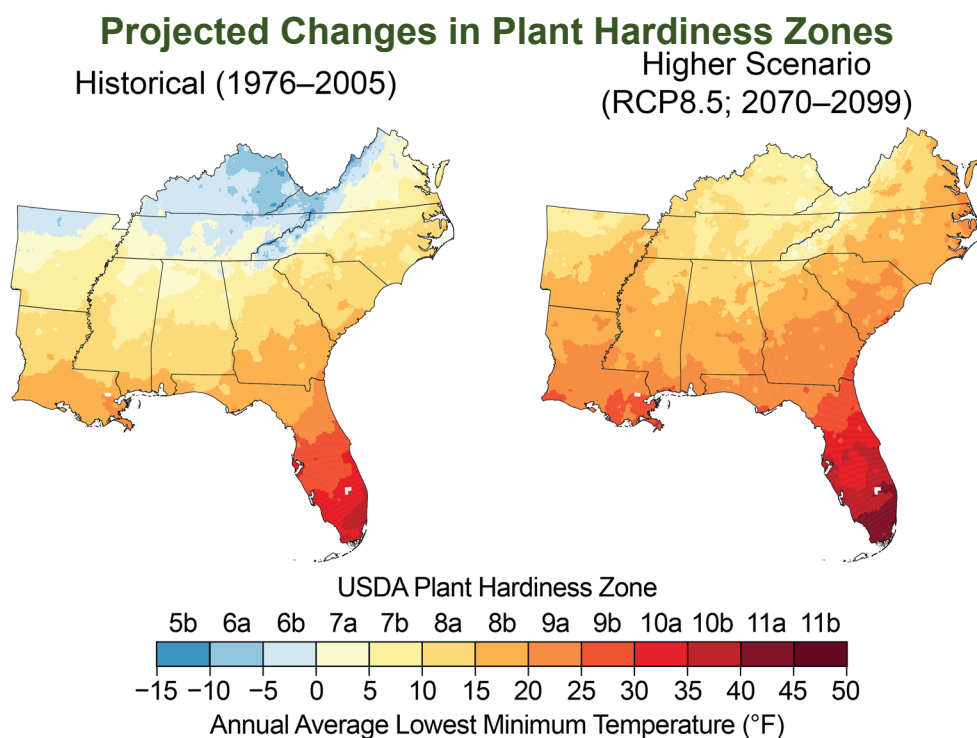 Projected Changes in Plant Hardiness Zones
Historical (1976–2005)
Higher Scenario
(RCP8.5; 2070–2099)
USDA Plant Hardiness Zone
5b 6a 6b 7a 7b 8a 8b 9a 9b 10a 10b 11a 11b
−15 −10 −5 0 5 10 15 20 25 30 35 40 45 50
Annual Average Lowest Minimum Temperature (°F)